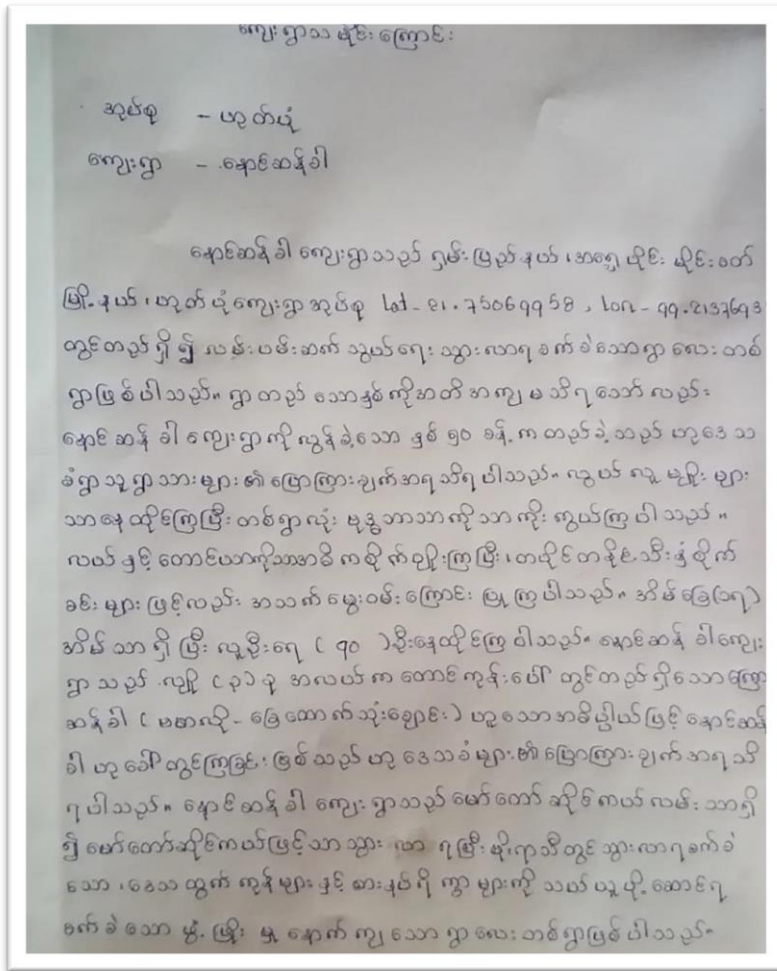 ကျေးရွာသမိုင်းကြောင်း
အုပ်စု - ဟုတ်ပုံ
ကျေးရွာ - နောင်ဆန်ခါ
နောင်ဆန်ခါ ကျေးရွာသည် ရှမ်းပြည်နယ်၊ အရှေ့ပိုင်း မိုင်းခတ်
မြို့နယ်၊ ဟုတ်ပုံကျေးရွာအုပ်စု Lat - 21.75069958, Lon - 99.2137693
တွင်တည်ရှိ၍ လမ်းပမ်းဆက်သွယ်ရေး သွားလာရခက်ခဲသောရွာလေးတစ်
ရွာဖြစ်ပါသည်။ ရွာတည်သောနှစ်ကိုအတိအကျမသိရသော်လည်း
နောင်ဆန်ခါကျေးရွာကိုလွန်ခဲ့သော နှစ် ၅၀ ခန့်ကတည်ခဲ့သည်ဟုဒေသ
ခံရွာသူရွာသားများ၏ပြောကြားချက်အရသိရပါသည်။ လွယ်လူမျိုးများ
သာနေထိုင်ကြပြီးတစ်ရွာလုံး ဗုဒ္ဓဘာသာကိုသာကိုးကွယ်ကြပါသည်။
လယ်နှင့်တောင်ယာကိုသာအဓိကစိုက်ပျိုးကြပြီး၊ တပိုင်တနိုင်သီးနှံစိုက်
ခင်းများဖြင့်လည်း အသက်မွေးဝမ်းကြောင်းပြုကြပါသည်။ အိမ်ခြေ(၁၅)
အိမ်သာရှိပြီးလူဦးရေ (၇၀)ဦးနေထိုင်ကြပါသည်။ နောင်ဆန်ခါကျေး
ရွာသည် လျှို(၃)ခုအလယ်ကတောင်ကုန်းပေါ်တွင်တည်ရှိသောကြော
ဆန်ခါ (ဗမာလို-ခြေထောက်သုံးချောင်း) ဟူသောအဓိပ္ပါယ်ဖြင့်နောင်ဆန်
ခါဟုခေါ်တွင်ကြခြင်းဖြစ်သည်ဟုဒေသခံများ၏ပြောကြားချက်အရသိ
ရပါသည်။ နောင်ဆန်ခါကျေးရွာသည်မော်တော်ဆိုင်ကယ်လမ်းသာရှိ
၍ မော်တော်ဆိုင်ကယ်ဖြင့်သာသွားလာရပြီးမိုးရာသီတွင်သွားလာရခက်ခဲ
သော၊ ဒေသထွက်ကုန်များနှင့်စားနပ်ရိက္ခာများကိုသယ်ယူပို့ဆောင်ရ
ခက်ခဲသောဖွံ့ဖြိုးမှုနောက်ကျသောရွာလေးတစ်ရွာဖြစ်ပါသည်။